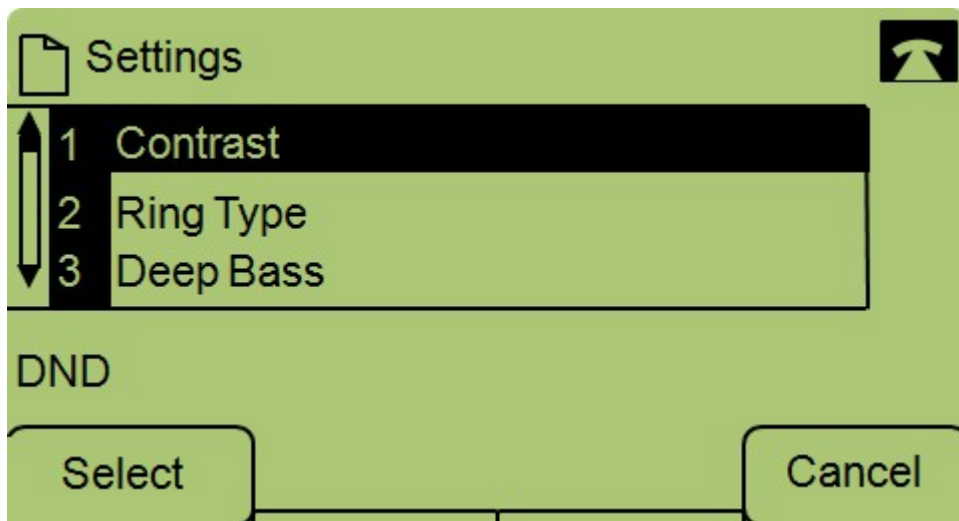 Settings
1 Contrast
2 Ring Type
3 Deep Bass
DND
Select Cancel